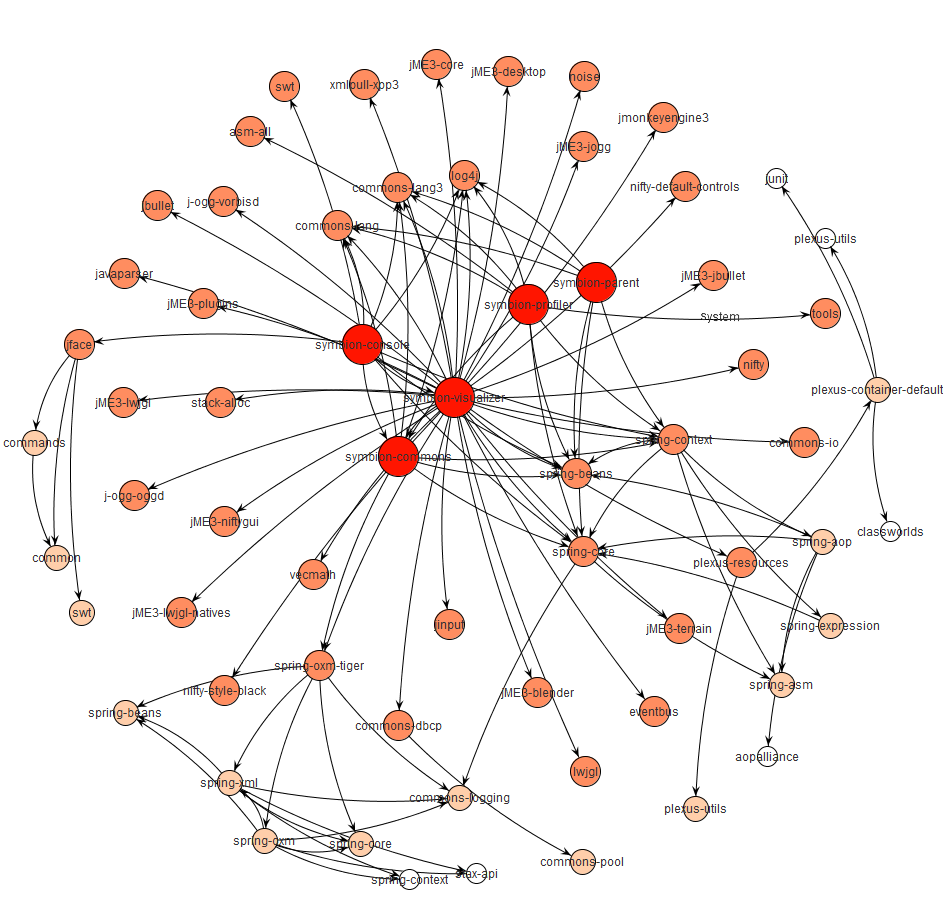 jME3-core
jME3-desktop
noise
swt
xmlpull-xpp3
jmonkeyengine3
asm-all
jME3-jogg
log4j
junit
commons-lang3
nifty-default-controls
jbullet
j-ogg-vorbisd
commons-lang
plexus-utils
javaparser
jME3-jbullet
symbion-parent
jME3-plugins
symbion-profiler
system
tools
jface
symbion-console
nifty
plexus-container-default
jME3-lwjgl
stack-alloc
symbion-visualizer
commands
spring-context
commons-io
symbion-commons
spring-beans
j-ogg-oggd
jME3-niftygui
classworlds
spring-aop
common
spring-core
plexus-resources
vecmath
swt
jME3-lwjgl-natives
jinput
jME3-terrain
spring-expression
spring-oxm-tiger
spring-asm
nifty-style-black
jME3-blender
spring-beans
eventbus
commons-dbcp
aopalliance
lwjgl
spring-xml
commons-logging
plexus-utils
spring-oxm
spring-core
commons-pool
spring-context
stax-api